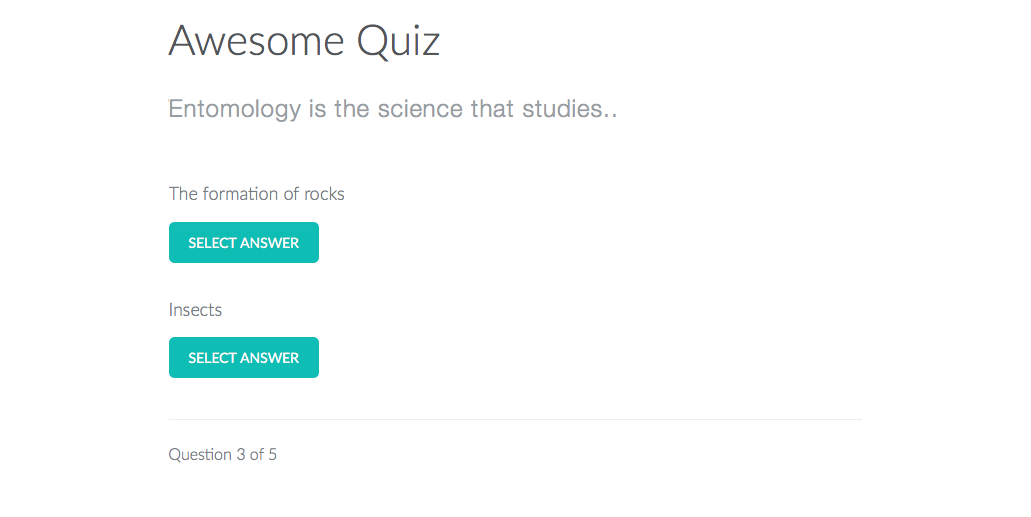 Awesome Quiz
Entomology is the science that studies..
The formation of rocks
SELECT ANSWER
Insects
SELECT ANSWER
Question 3 of 5